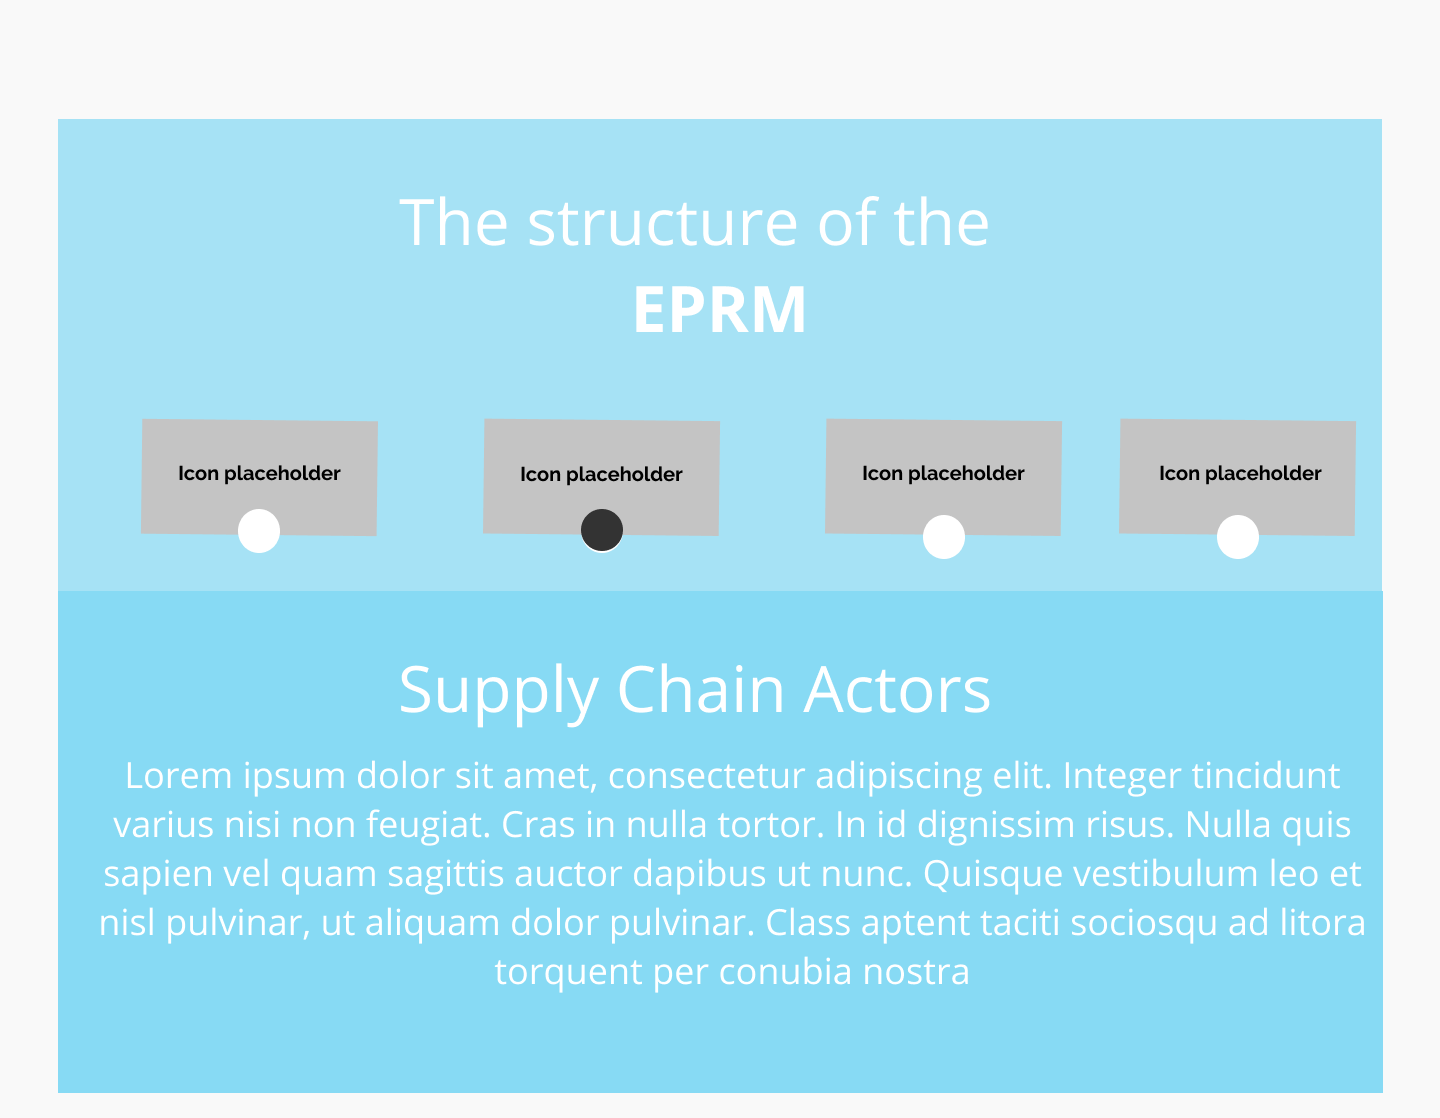 The structure of the
EPRM
Icon placeholder
Icon placeholder
Icon placeholder
Icon placeholder
Supply Chain Actors
Lorem ipsum dolor sit amet, consectetur adipiscing elit. Integer tincidunt
varius nisi non feugiat. Cras in nulla tortor. In id dignissim risus. Nulla quis
sapien vel quam sagittis auctor dapibus ut nunc. Quisque vestibulum leo et
nisl pulvinar, ut aliquam dolor pulvinar. Class aptent taciti sociosqu ad litora
torquent per conubia nostra